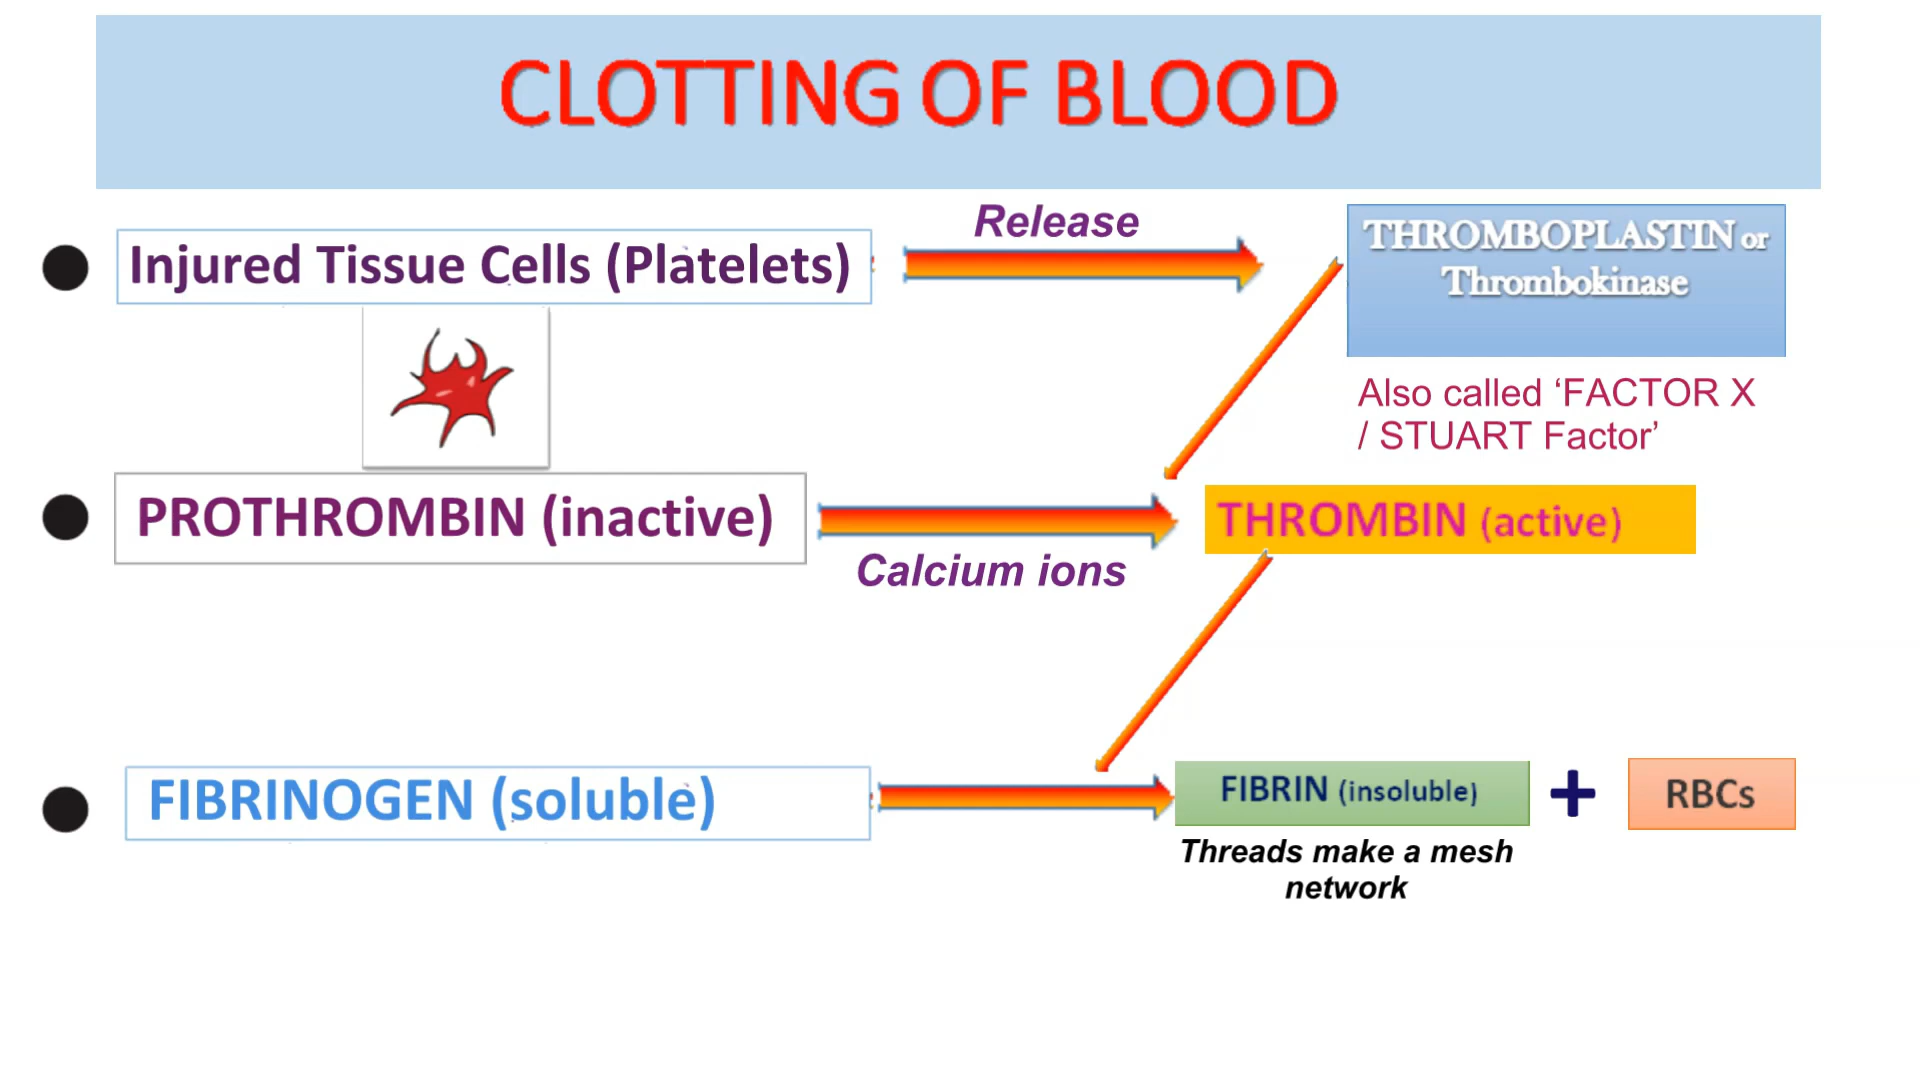 CLOTTING OF BLOOD
Injured Tissue Cells (Platelets)
Release
THROMBOPLASTIN or
Thrombokinase
Also called ‘FACTOR X
/ STUART Factor’
PROTHROMBIN (inactive)
Calcium ions
THROMBIN (active)
FIBRINOGEN (soluble)
FIBRIN (insoluble)
+
RBCs
Threads make a mesh
network